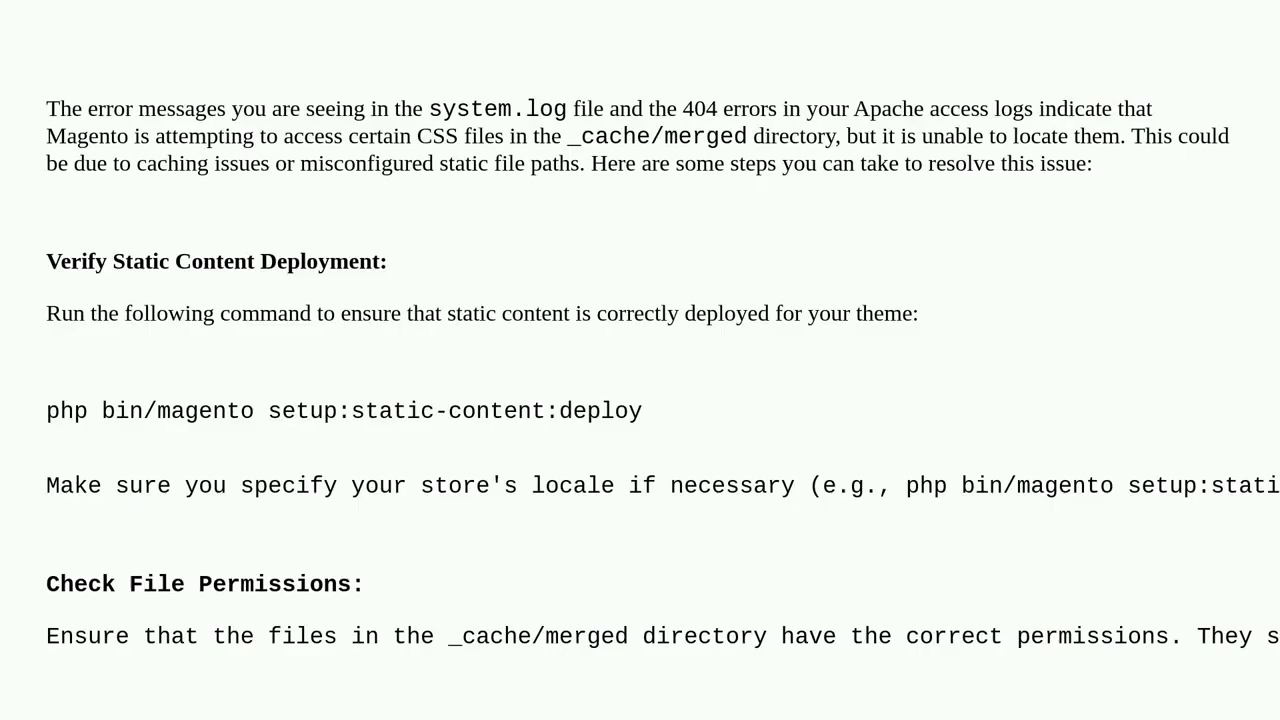 The error messages you are seeing in the system.log file and the 404 errors in your Apache access logs indicate that
Magento is attempting to access certain CSS files in the _cache/merged directory, but it is unable to locate them. This could
be due to caching issues or misconfigured static file paths. Here are some steps you can take to resolve this issue:
Verify Static Content Deployment:
Run the following command to ensure that static content is correctly deployed for your theme:
php bin/magento setup:static-content:deploy
Make sure you specify your store's locale if necessary (e.g., php bin/magento setup:stati
Check File Permissions:
Ensure that the files in the _cache/merged directory have the correct permissions. They s